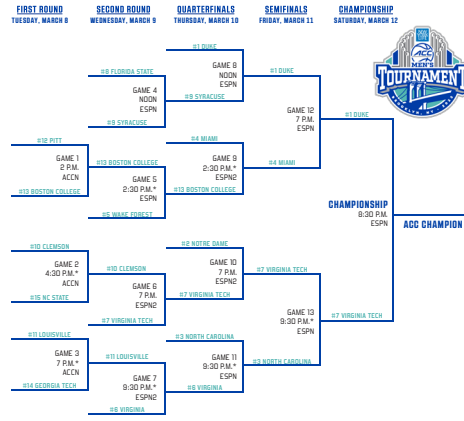 FIRST ROUND
TUESDAY, MARCH 8
SECOND ROUND
WEDNESDAY, MARCH 9
QUARTERFINALS
THURSDAY, MARCH 10
SEMIFINALS
FRIDAY, MARCH 11
CHAMPIONSHIP
SATURDAY, MARCH 12
ACC
MEN'S
TOURNAMENT
#12 PITT
GAME 1
2 P.M.
ACCN
#13 BOSTON COLLEGE
#10 CLEMSON
GAME 2
4:30 P.M.*
ACCN
#15 NC STATE
#11 LOUISVILLE
GAME 3
7 P.M.*
ACCN
#14 GEORGIA TECH
#8 FLORIDA STATE
GAME 4
NOON
ESPN
#9 SYRACUSE
#13 BOSTON COLLEGE
GAME 5
2:30 P.M.*
ESPN
#5 WAKE FOREST
#10 CLEMSON
GAME 6
7 P.M.
ESPN2
#7 VIRGINIA TECH
#11 LOUISVILLE
GAME 7
9:30 P.M.*
ESPN2
#6 VIRGINIA
#1 DUKE
GAME 8
NOON
ESPN
#9 SYRACUSE
#4 MIAMI
GAME 9
2:30 P.M.*
ESPN2
#13 BOSTON COLLEGE
#2 NOTRE DAME
GAME 10
7 P.M.
ESPN2
#7 VIRGINIA TECH
#3 NORTH CAROLINA
GAME 11
9:30 P.M.*
ESPN
#6 VIRGINIA
#1 DUKE
GAME 12
7 P.M.
ESPN
#4 MIAMI
#7 VIRGINIA TECH
GAME 13
9:30 P.M.*
ESPN
#3 NORTH CAROLINA
#1 DUKE
CHAMPIONSHIP
8:30 P.M.
ESPN
#7 VIRGINIA TECH
ACC CHAMPION